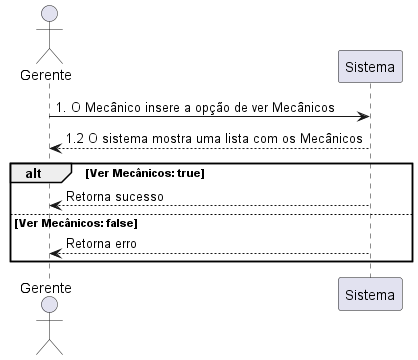 Gerente
Sistema
1. O Mecânico insere a opção de ver Mecânicos
1.2 O sistema mostra uma lista com os Mecânicos
alt [Ver Mecânicos: true]
Retorna sucesso
[Ver Mecânicos: false]
Retorna erro
Gerente
Sistema